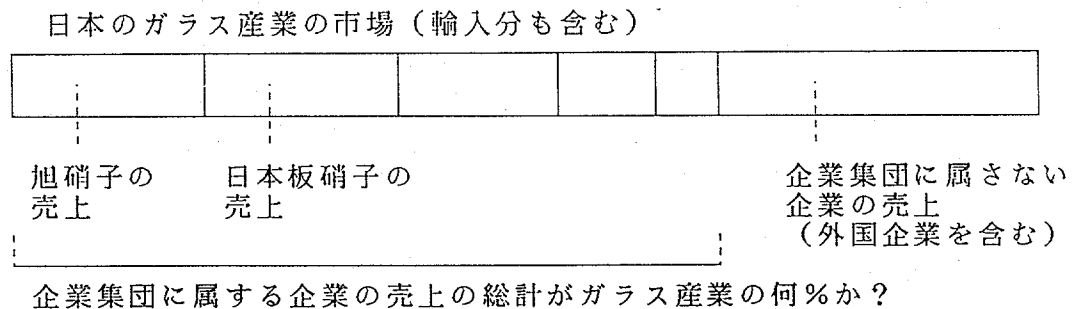 日本のガラス産業の市場（輸入分も含む）
旭硝子の
売上
日本板硝子の
売上
企業集団に属さない
企業の売上
（外国企業を含む）
企業集団に属する企業の売上の総計がガラス産業の何％か？